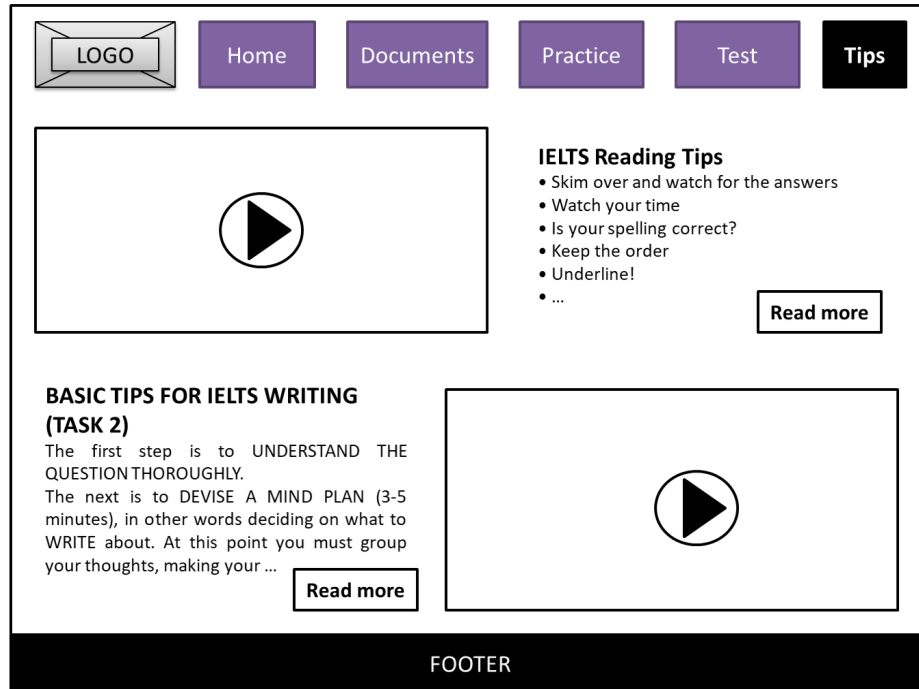 LOGO
Home
Documents
Practice
Test
Tips
IELTS Reading Tips
• Skim over and watch for the answers
• Watch your time
• Is your spelling correct?
• Keep the order
• Underline!
• ...
Read more
BASIC TIPS FOR IELTS WRITING
(TASK 2)
The first step is to UNDERSTAND THE
QUESTION THOROUGHLY.
The next is to DEVISE A MIND PLAN (3-5
minutes), in other words deciding on what to
WRITE about. At this point you must group
your thoughts, making your ...
Read more
FOOTER